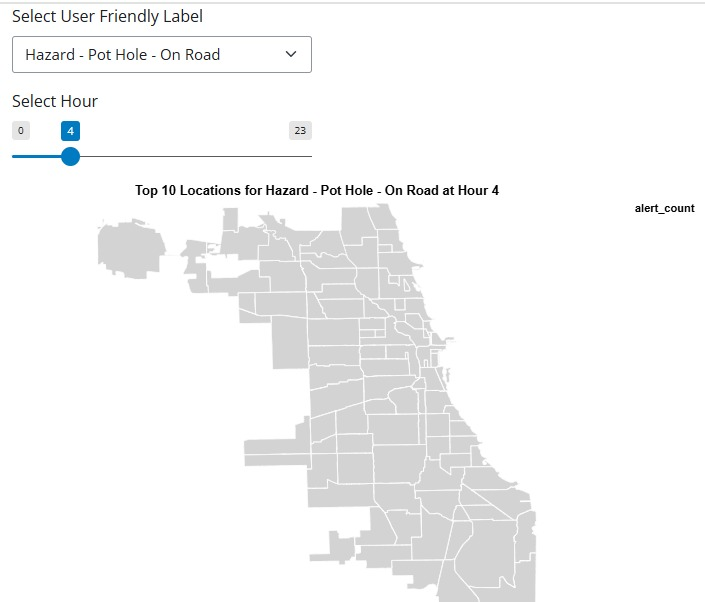 Select User Friendly Label
Hazard - Pot Hole - On Road
Select Hour
0 4 23
Top 10 Locations for Hazard - Pot Hole - On Road at Hour 4
alert_count